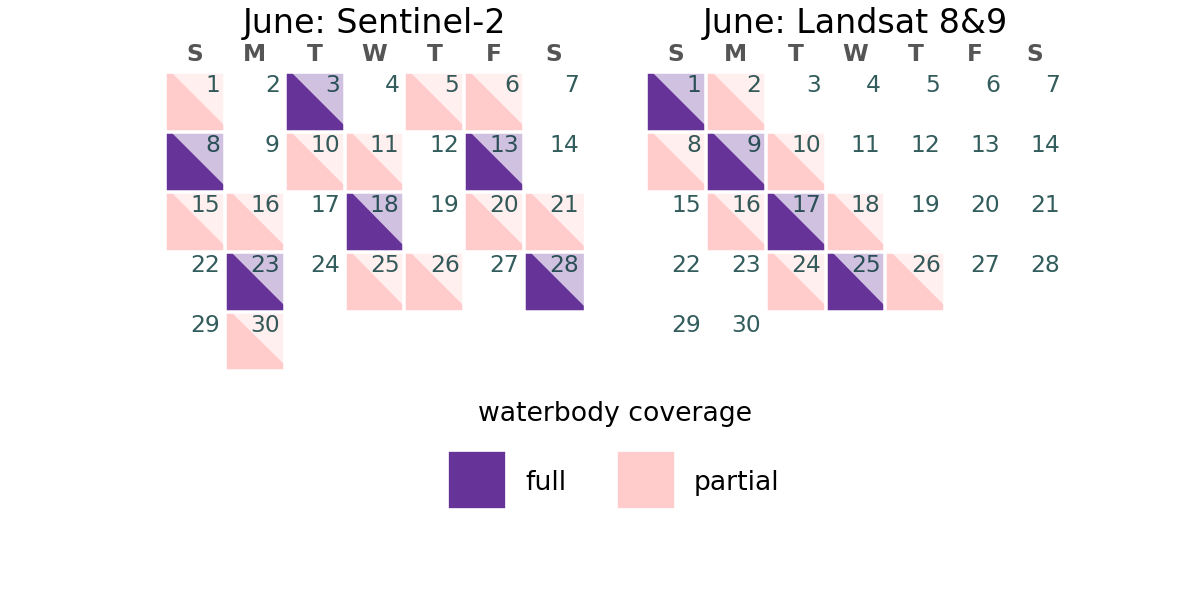 June: Sentinel-2
S M T W T F S
1 2 3 4 5 6 7
8 9 10 11 12 13 14
15 16 17 18 19 20 21
22 23 24 25 26 27 28
29 30
June: Landsat 8&9
S M T W T F S
1 2 3 4 5 6 7
8 9 10 11 12 13 14
15 16 17 18 19 20 21
22 23 24 25 26 27 28
29 30
waterbody coverage
full partial